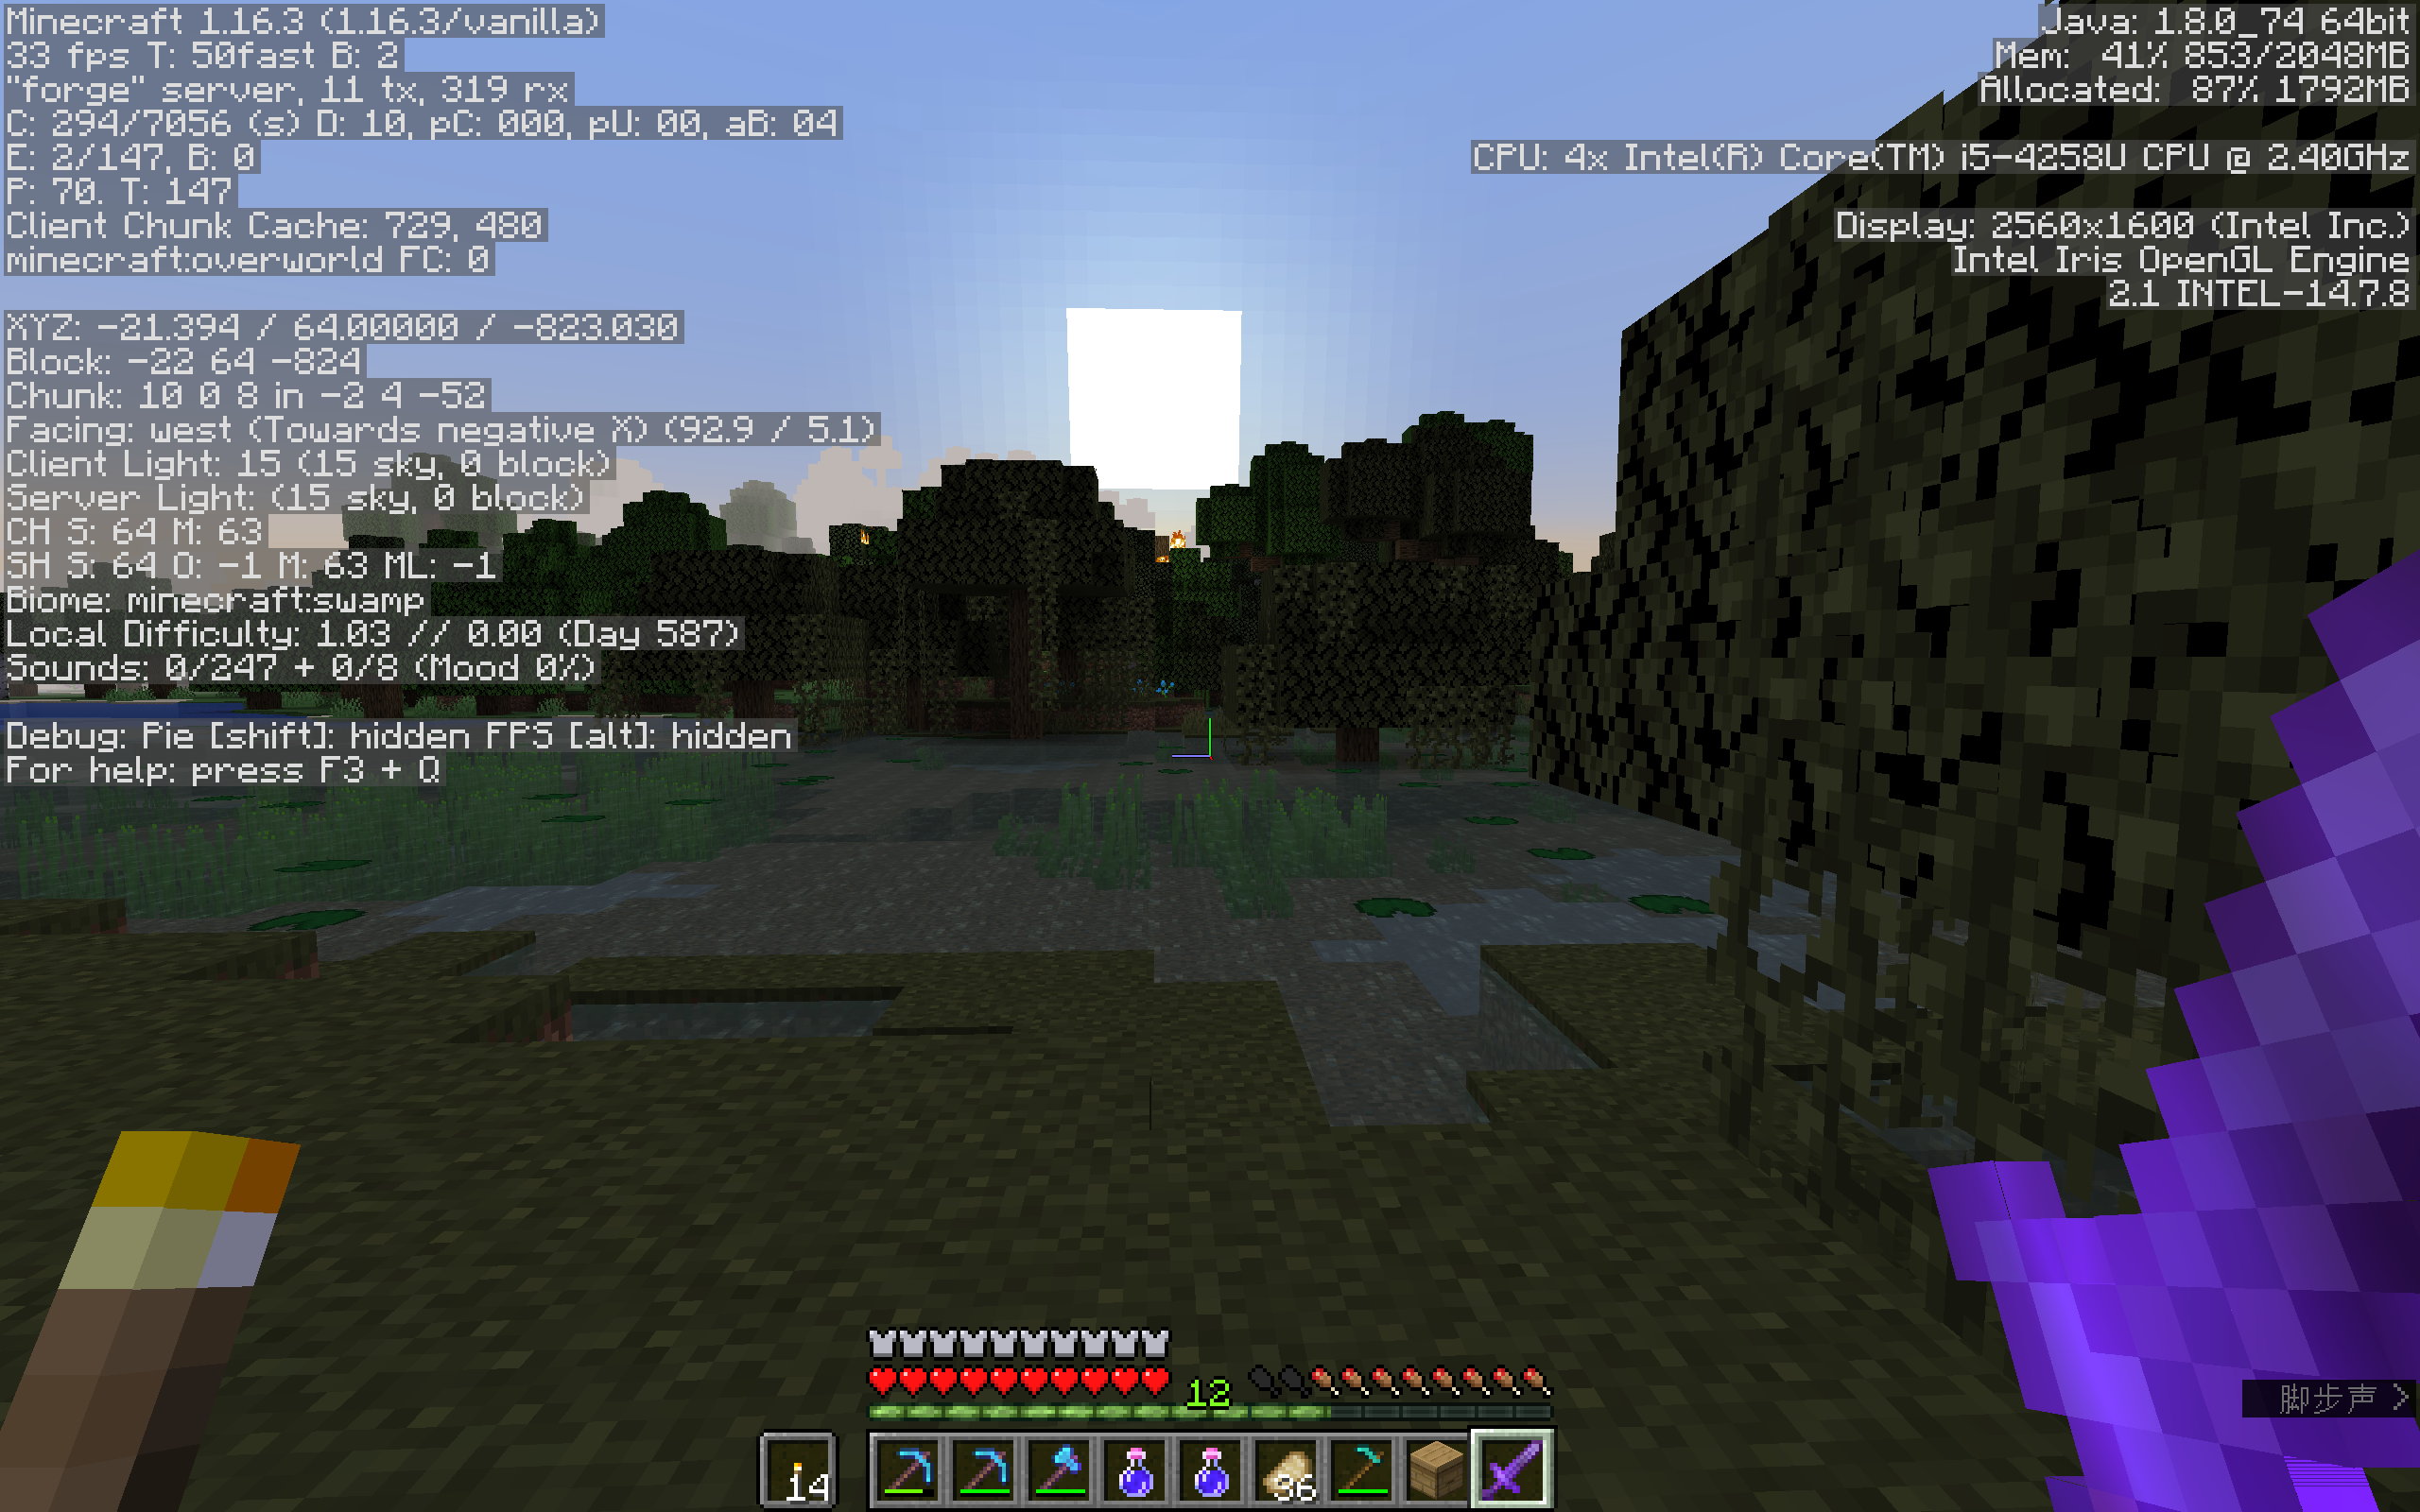 Minecraft 1.16.3 (1.16.3/vanilla)
33 fps T: 50fast B: 2
"forge" server, 11 tx, 319 rx
C: 294/7056 (s) D: 10, pC: 000, pU: 00, aB: 04
E: 2/147, B: 0
P: 70. T: 147
Client Chunk Cache: 729, 480
minecraft:overworld FC: 0
XYZ: -21.394 / 64.00000 / -823.030
Block: -22 64 -824
Chunk: 10 0 8 in -2 4 -52
Facing: west (Towards negative X) (92.9 / 5.1)
Client Light: 15 (15 sky, 0 block)
Server Light: (15 sky, 0 block)
CH S: 64 M: 63
SH S: 64 O: -1 M: 63 ML: -1
Biome: minecraft:swamp
Local Difficulty: 1.03 // 0.00 (Day 587)
Sounds: 0/247 + 0/8 (Mood 0%)
Debug: Pie [shift]: hidden FPS [alt]: hidden
For help: press F3 + Q
Java: 1.8.0_74 64bit
Mem: 41% 853/2048MB
Allocated: 87% 1792MB
CPU: 4x Intel(R) Core(TM) i5-4258U CPU @ 2.40GHz
Display: 2560x1600 (Intel Inc.)
Intel Iris OpenGL Engine
2.1 INTEL-14.7.8
脚步声 >
12
14
36